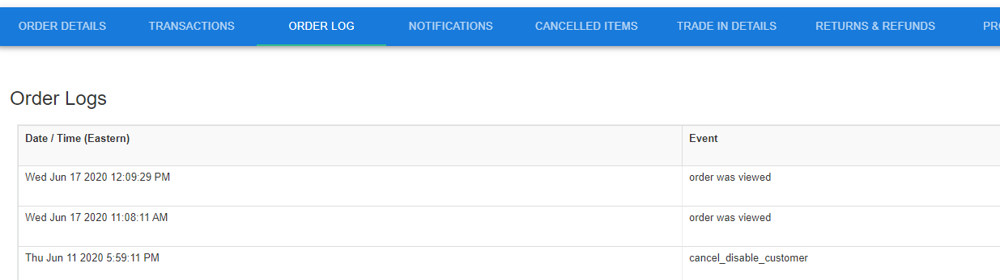 ORDER DETAILS TRANSACTIONS ORDER LOG NOTIFICATIONS CANCELLED ITEMS TRADE IN DETAILS RETURNS & REFUNDS
Order Logs
Date / Time (Eastern) Event
Wed Jun 17 2020 12:09:29 PM order was viewed
Wed Jun 17 2020 11:08:11 AM order was viewed
Thu Jun 11 2020 5:59:11 PM cancel_disable_customer